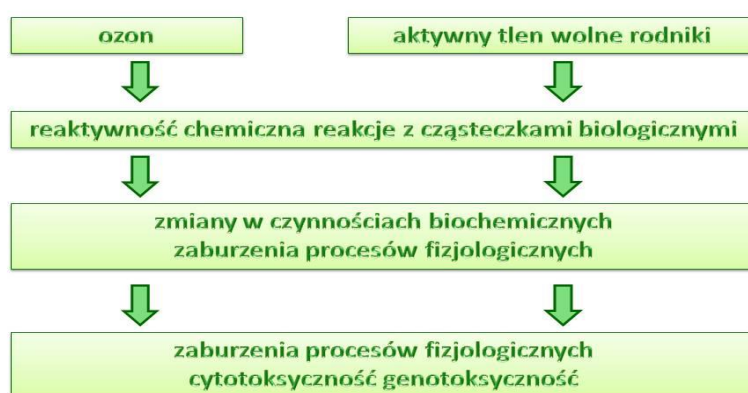 ozon
aktywny tlen wolne rodniki
reaktywność chemiczna reakcje z cząsteczkami biologicznymi
zmiany w czynnościach biochemicznych
zaburzenia procesów fizjologicznych
zaburzenia procesów fizjologicznych
cytotoksyczność genotoksyczność